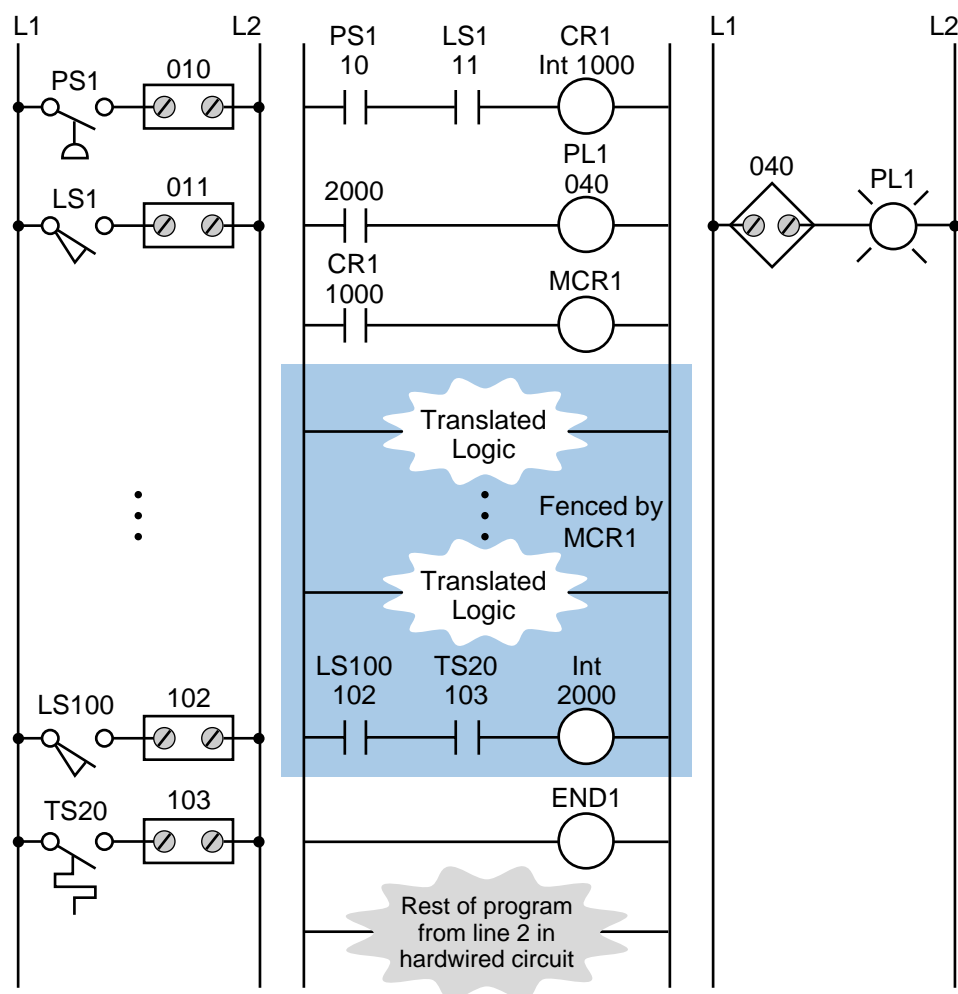 L1
L2
PS1
010
LS1
011
LS100
102
TS20
103
PS1
10
LS1
11
CR1
Int 1000
2000
PL1
040
CR1
1000
MCR1
Translated
Logic
Fenced by
MCR1
Translated
Logic
LS100
102
TS20
103
Int
2000
END1
Rest of program
from line 2 in
hardwired circuit
L1
L2
040
PL1